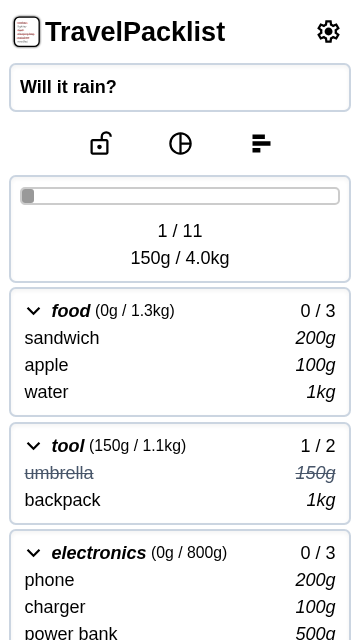 TravelPacklist
Will it rain?
1 / 11
150g / 4.0kg
food (0g / 1.3kg) 0 / 3
sandwich 200g
apple 100g
water 1kg
tool (150g / 1.1kg) 1 / 2
umbrella 150g
backpack 1kg
electronics (0g / 800g) 0 / 3
phone 200g
charger 100g
power bank 500g